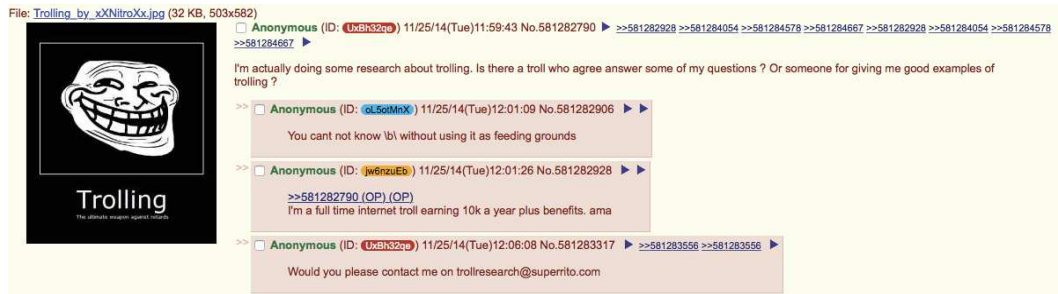 File: Trolling_by_xXNitroXx.jpg (32 KB, 503x582)
Anonymous (ID: UxBh32qe) 11/25/14(Tue)11:59:43 No.581282790 ▶ >>581282928 >>581284054 >>581284578 >>581284667 >>581282928 >>581284054 >>581284578
>>581284667 ▶
I'm actually doing some research about trolling. Is there a troll who agree answer some of my questions ? Or someone for giving me good examples of
trolling ?
>> Anonymous (ID: oL5otMnX) 11/25/14(Tue)12:01:09 No.581282906 ▶ ▶
You cant not know \b\ without using it as feeding grounds
>> Anonymous (ID: jw6nzuEb) 11/25/14(Tue)12:01:26 No.581282928 ▶ ▶
>>581282790 (OP) (OP)
I'm a full time internet troll earning 10k a year plus benefits. ama
>> Anonymous (ID: UxBh32qe) 11/25/14(Tue)12:06:08 No.581283317 ▶ >>581283556 >>581283556 ▶
Would you please contact me on trollresearch@superrito.com
Trolling
The ultimate weapon against retards